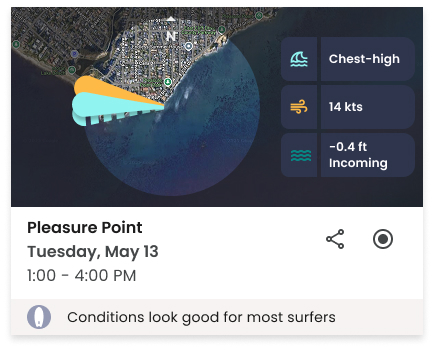 N
Chest-high
14 kts
-0.4 ft
Incoming
Pleasure Point
Tuesday, May 13
1:00 - 4:00 PM
Conditions look good for most surfers